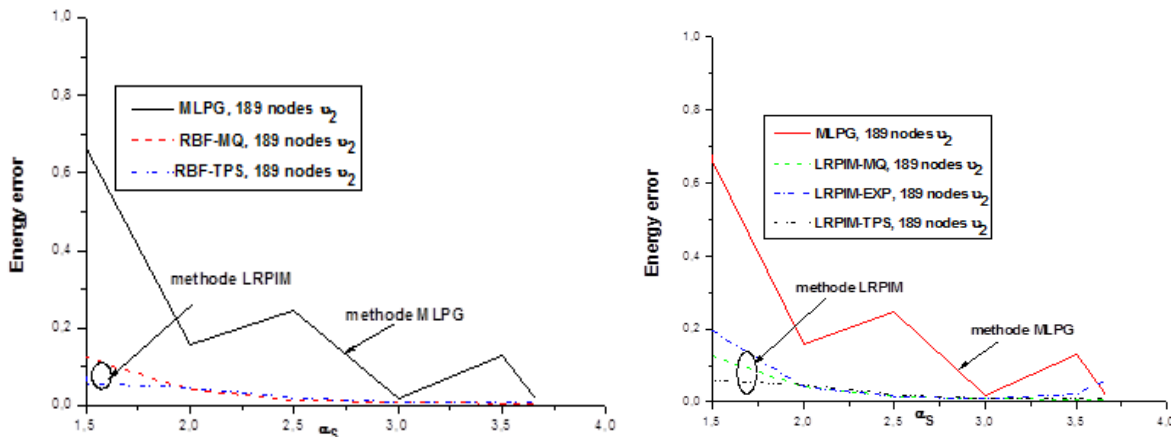 1,0
0,8
0,6
0,4
0,2
0,0
Energy error
MLPG, 189 nodes υ2
RBF-MQ, 189 nodes υ2
RBF-TPS, 189 nodes υ2
methode LRPIM
methode MLPG
1,5 2,0 2,5 3,0 3,5 4,0
αS
1,0
0,8
0,6
0,4
0,2
0,0
Energy error
MLPG, 189 nodes υ2
LRPIM-MQ, 189 nodes υ2
LRPIM-EXP, 189 nodes υ2
LRPIM-TPS, 189 nodes υ2
methode LRPIM
methode MLPG
1,5 2,0 2,5 3,0 3,5 4,0
αS